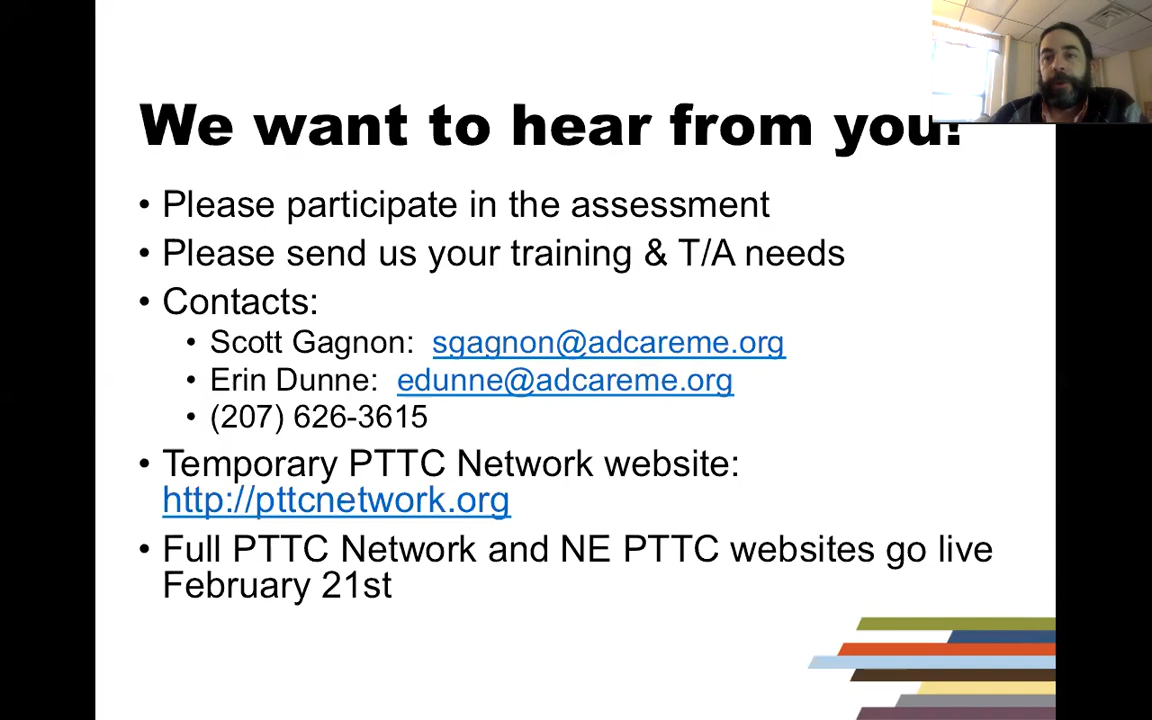 We want to hear from you!
• Please participate in the assessment
• Please send us your training & T/A needs
• Contacts:
• Scott Gagnon: sgagnon@adcareme.org
• Erin Dunne: edunne@adcareme.org
• (207) 626-3615
• Temporary PTTC Network website:
http://pttcnetwork.org
• Full PTTC Network and NE PTTC websites go live
February 21st